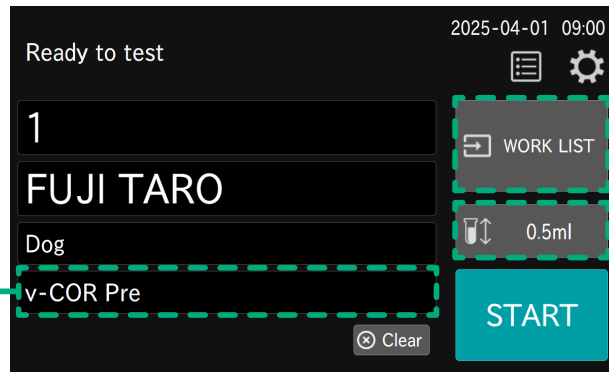 2025-04-01 09:00
Ready to test
1
WORK LIST
FUJI TARO
Dog
0.5ml
v-COR Pre
START
Clear